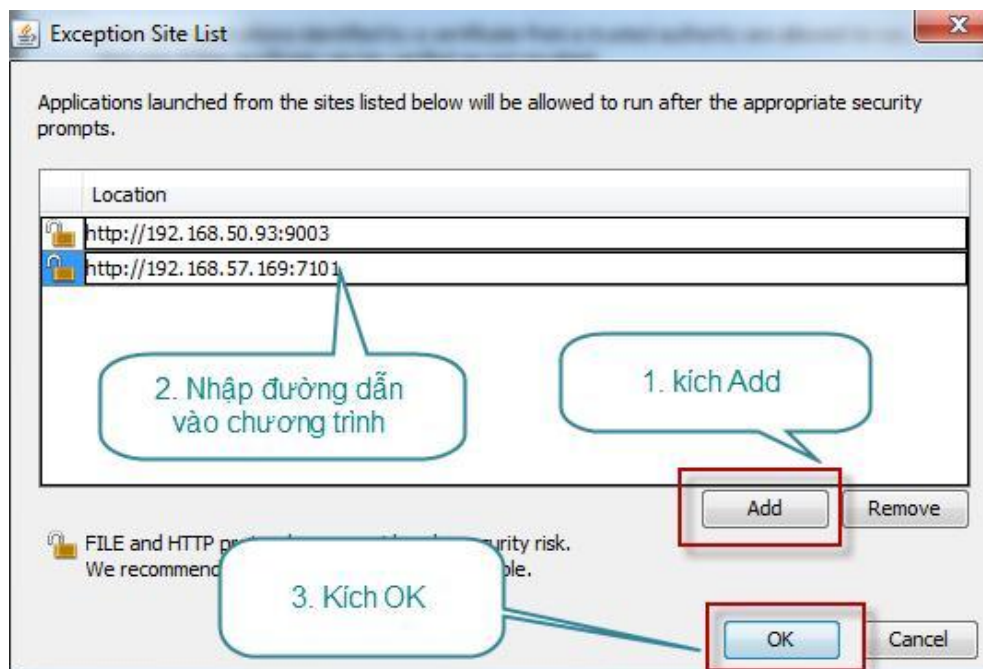 Exception Site List
Applications launched from the sites listed below will be allowed to run after the appropriate security
prompts.
Location
http://192.168.50.93:9003
http://192.168.57.169:7101
2. Nhập đường dẫn
vào chương trình
1. kích Add
Add
Remove
FILE and HTTP
urity risk.
We recommend
3. Kích OK
OK
Cancel